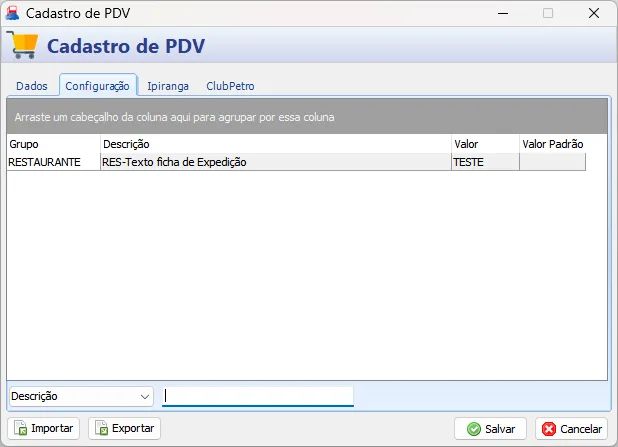 Cadastro de PDV
Cadastro de PDV
Dados Configuração Ipiranga ClubPetro
Arraste um cabeçalho da coluna aqui para agrupar por essa coluna
Grupo Descrição Valor Valor Padrão
RESTAURANTE RES-Texto ficha de Expedição TESTE
Descrição
Importar Exportar Salvar Cancelar